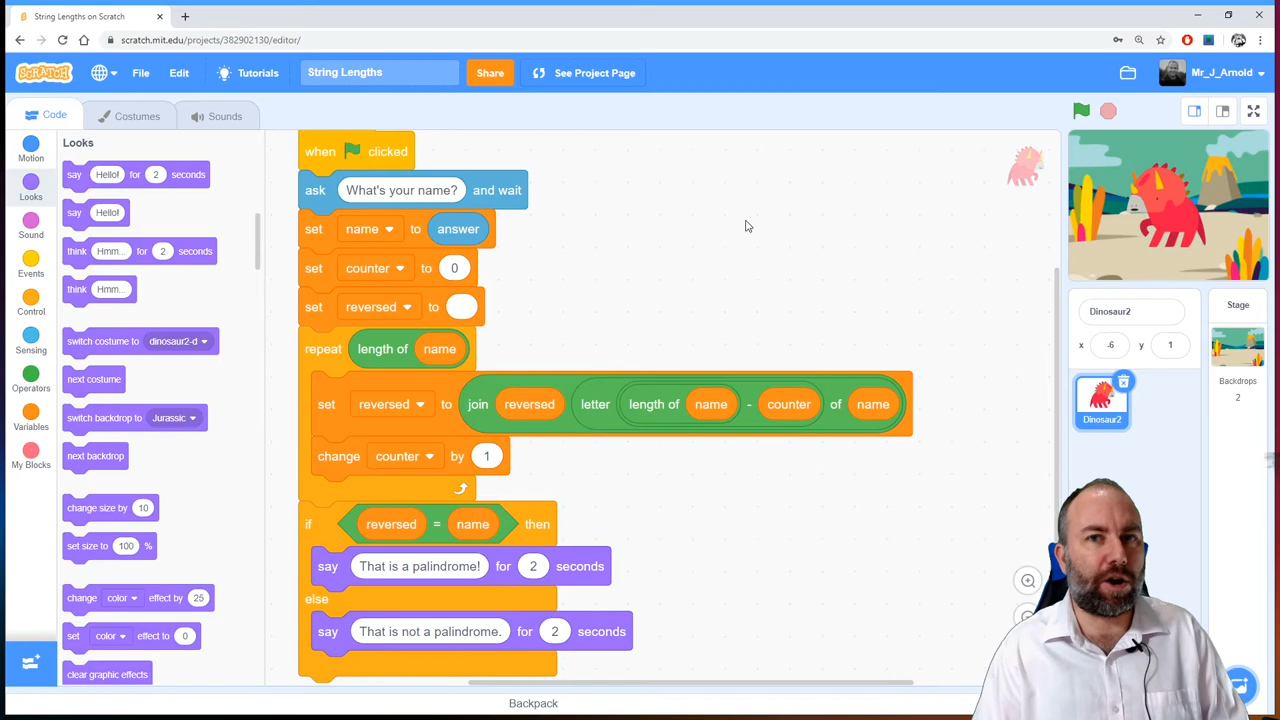 String Lengths on Scratch
scratch.mit.edu/projects/382902130/editor/
SCRATCH File Edit Tutorials String Lengths Share See Project Page Mr_J_Arnold
Code Costumes Sounds
Motion
Looks
Sound
Events
Control
Sensing
Operators
Variables
My Blocks
Looks
say Hello! for 2 seconds
say Hello!
think Hmm... for 2 seconds
think Hmm...
switch costume to dinosaur2-d
next costume
switch backdrop to Jurassic
next backdrop
change size by 10
set size to 100 %
change color effect by 25
set color effect to 0
clear graphic effects
when clicked
ask What's your name? and wait
set name to answer
set counter to 0
set reversed to
repeat length of name
set reversed to join reversed letter length of name - counter of name
change counter by 1
if reversed = name then
say That is a palindrome! for 2 seconds
else
say That is not a palindrome. for 2 seconds
Dinosaur2
x -6 y 1
Dinosaur2
Stage
Backdrops
2
Backpack